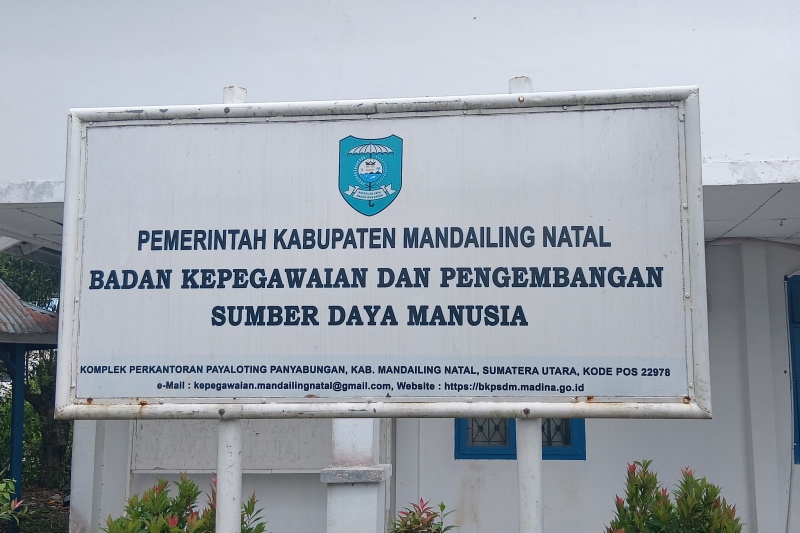 PEMERINTAH KABUPATEN MANDAILING NATAL
BADAN KEPEGAWAIAN DAN PENGEMBANGAN
SUMBER DAYA MANUSIA
KOMPLEK PERKANTORAN PAYALOTING PANYABUNGAN, KAB. MANDAILING NATAL, SUMATERA UTARA, KODE POS 22978
e-Mail : kepegawaian.mandailingnatal@gmail.com, Website : https://bkpsdm.madina.go.id